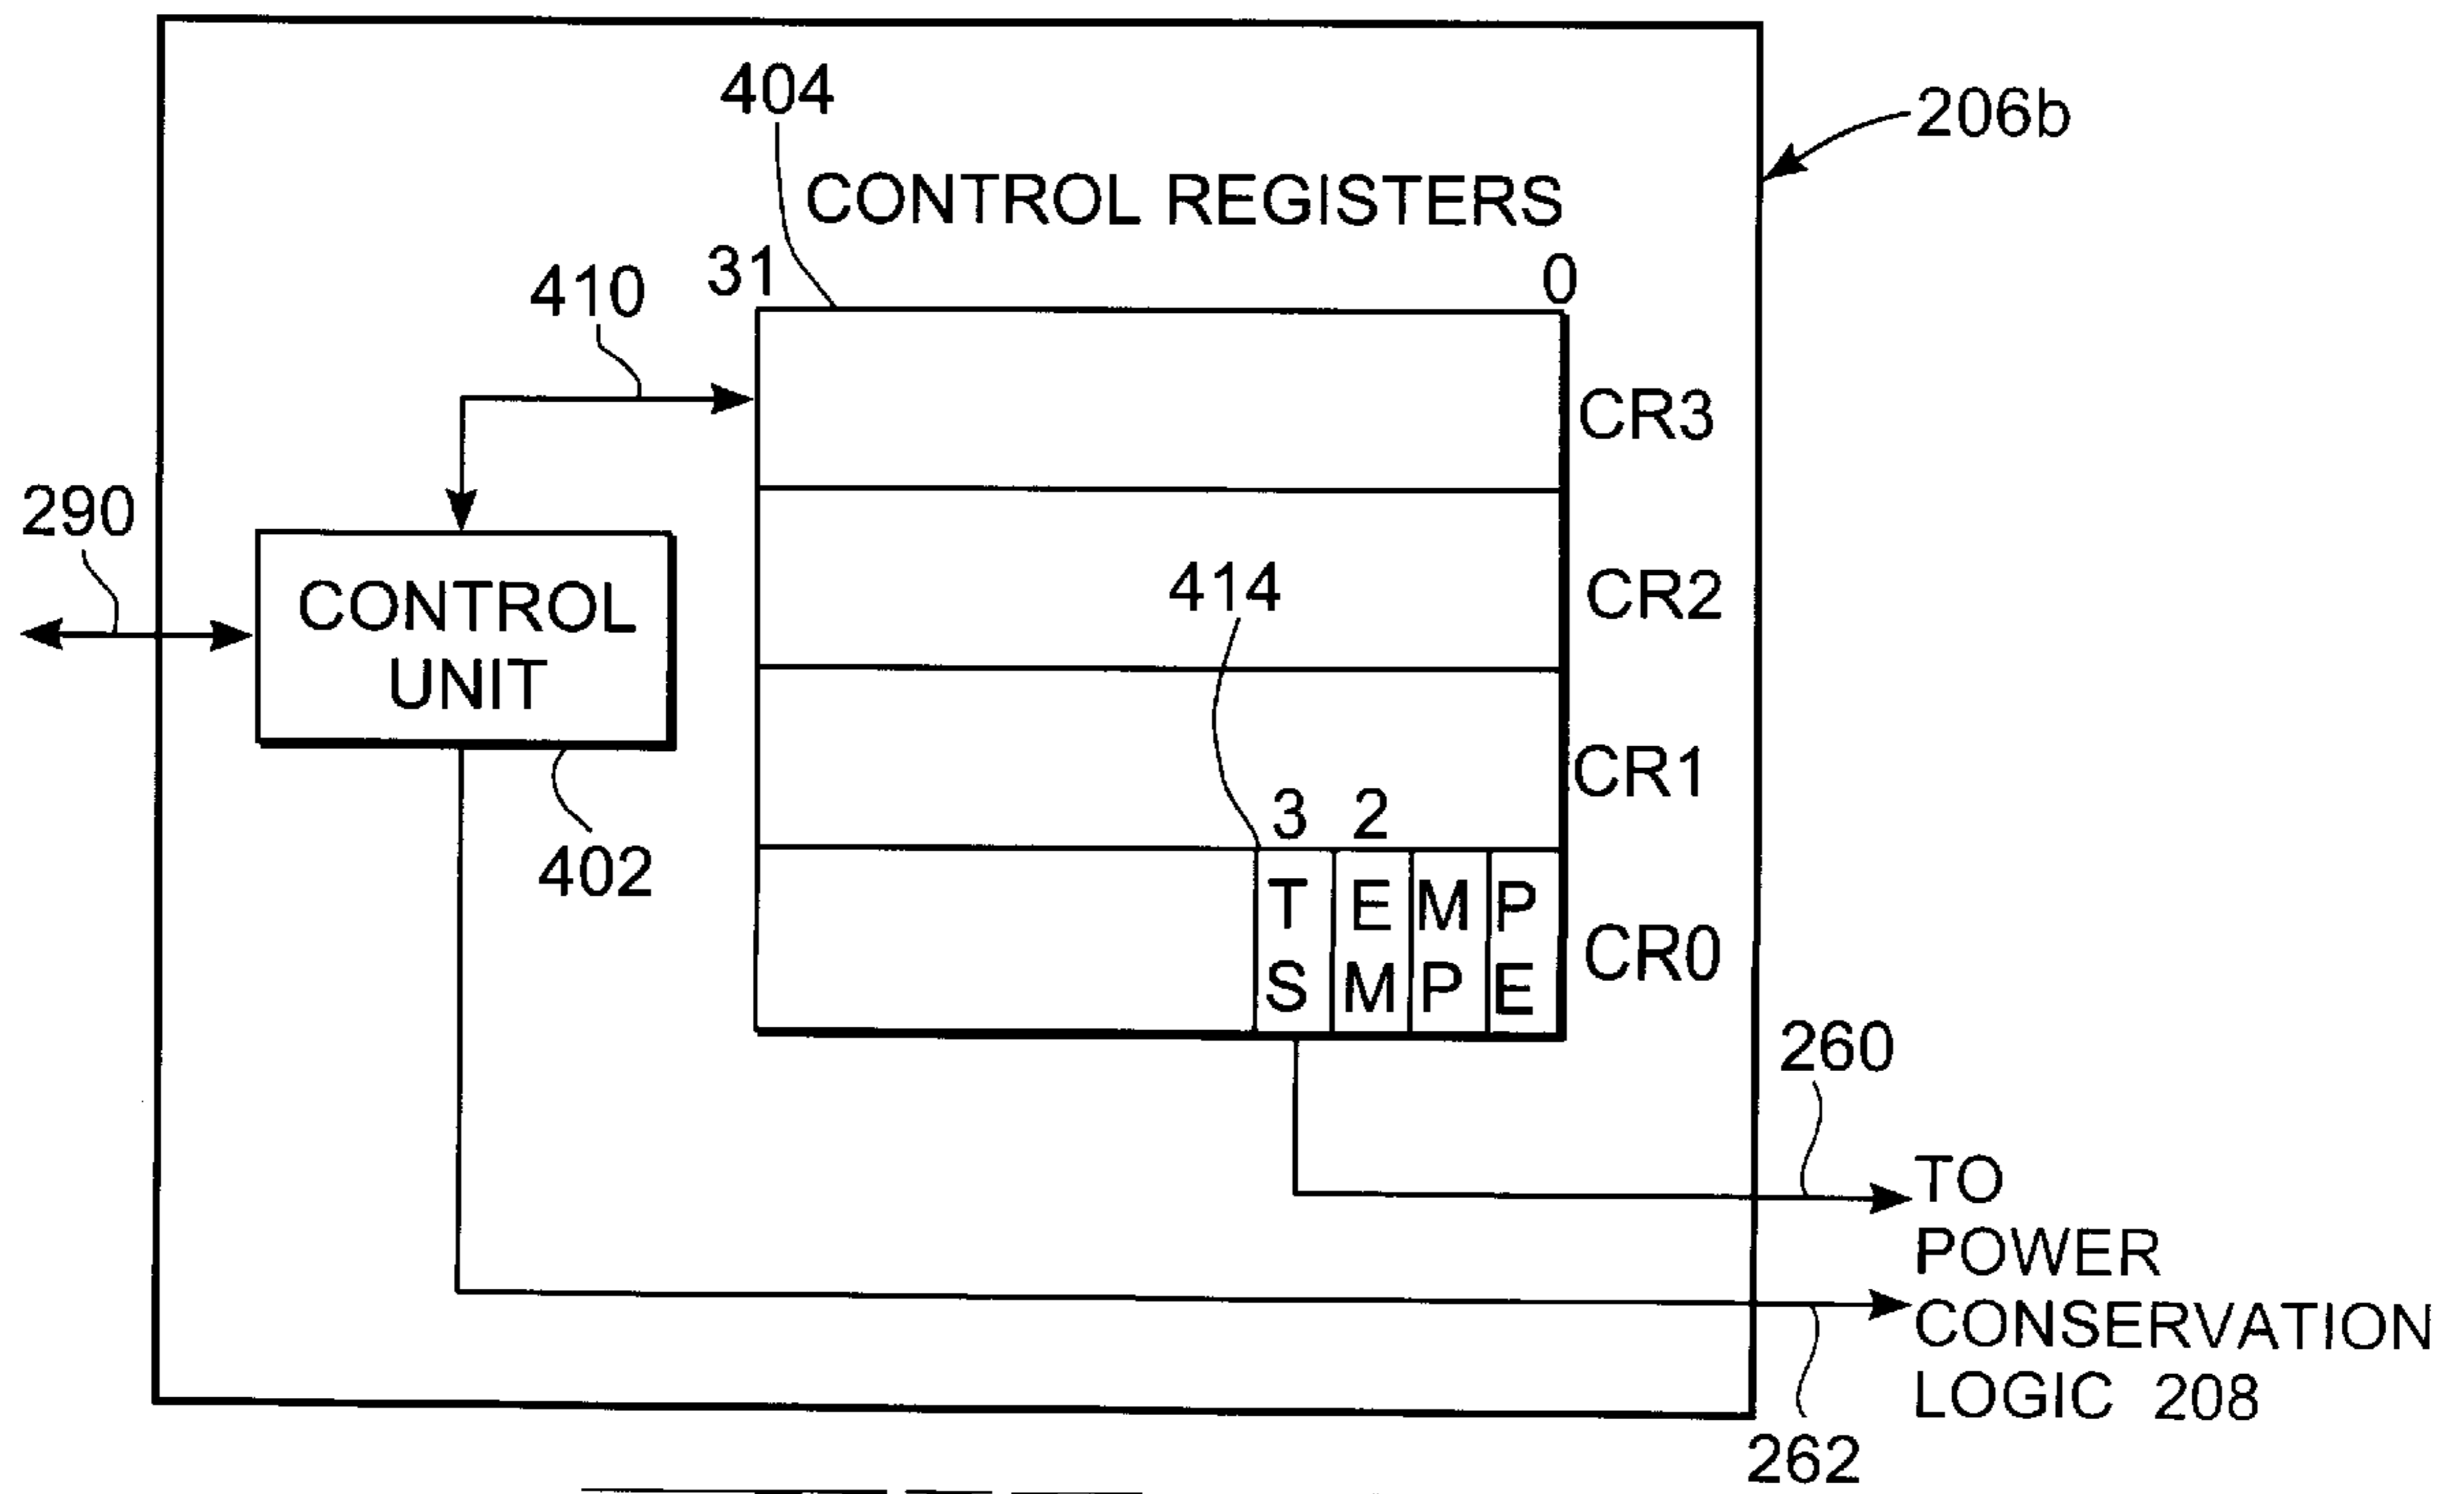 404
206b
CONTROL REGISTERS
31
0
410
CR3
290
CONTROL
UNIT
414
CR2
CR1
3 2
402
T E M P
S M P E
CR0
260
TO
POWER
CONSERVATION
LOGIC 208
262